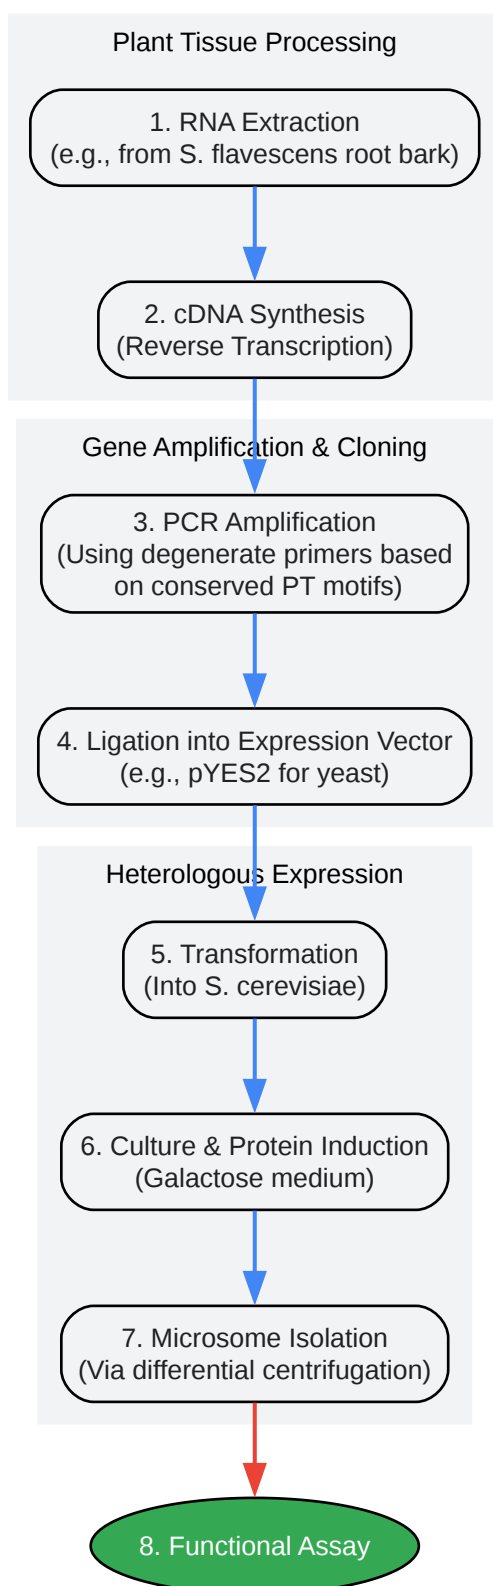 Plant Tissue Processing
1. RNA Extraction
(e.g., from S. flavescens root bark)
2. cDNA Synthesis
(Reverse Transcription)
Gene Amplification & Cloning
3. PCR Amplification
(Using degenerate primers based
on conserved PT motifs)
4. Ligation into Expression Vector
(e.g., pYES2 for yeast)
Heterologous Expression
5. Transformation
(Into S. cerevisiae)
6. Culture & Protein Induction
(Galactose medium)
7. Microsome Isolation
(Via differential centrifugation)
8. Functional Assay